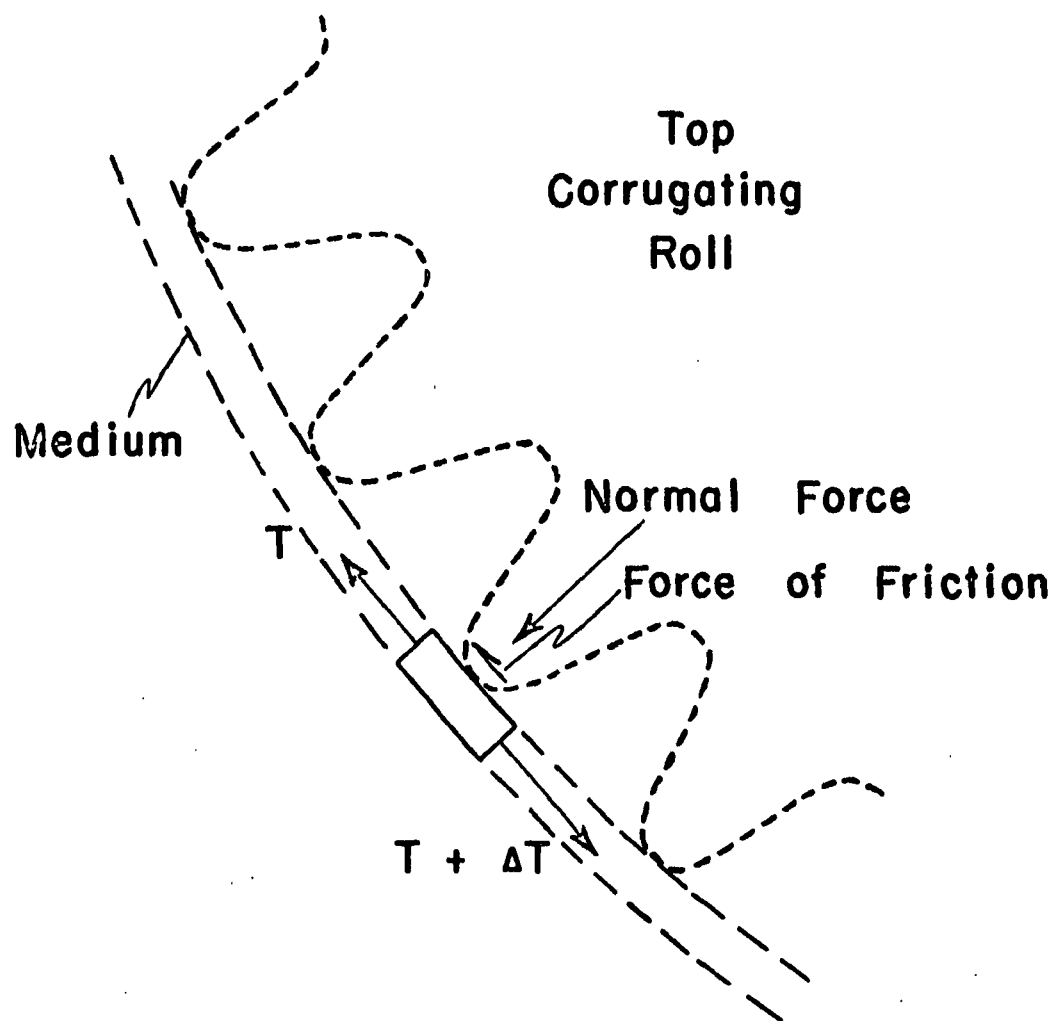 Top
Corrugating
Roll
Medium
Normal Force
T
Force of Friction
T + ΔT